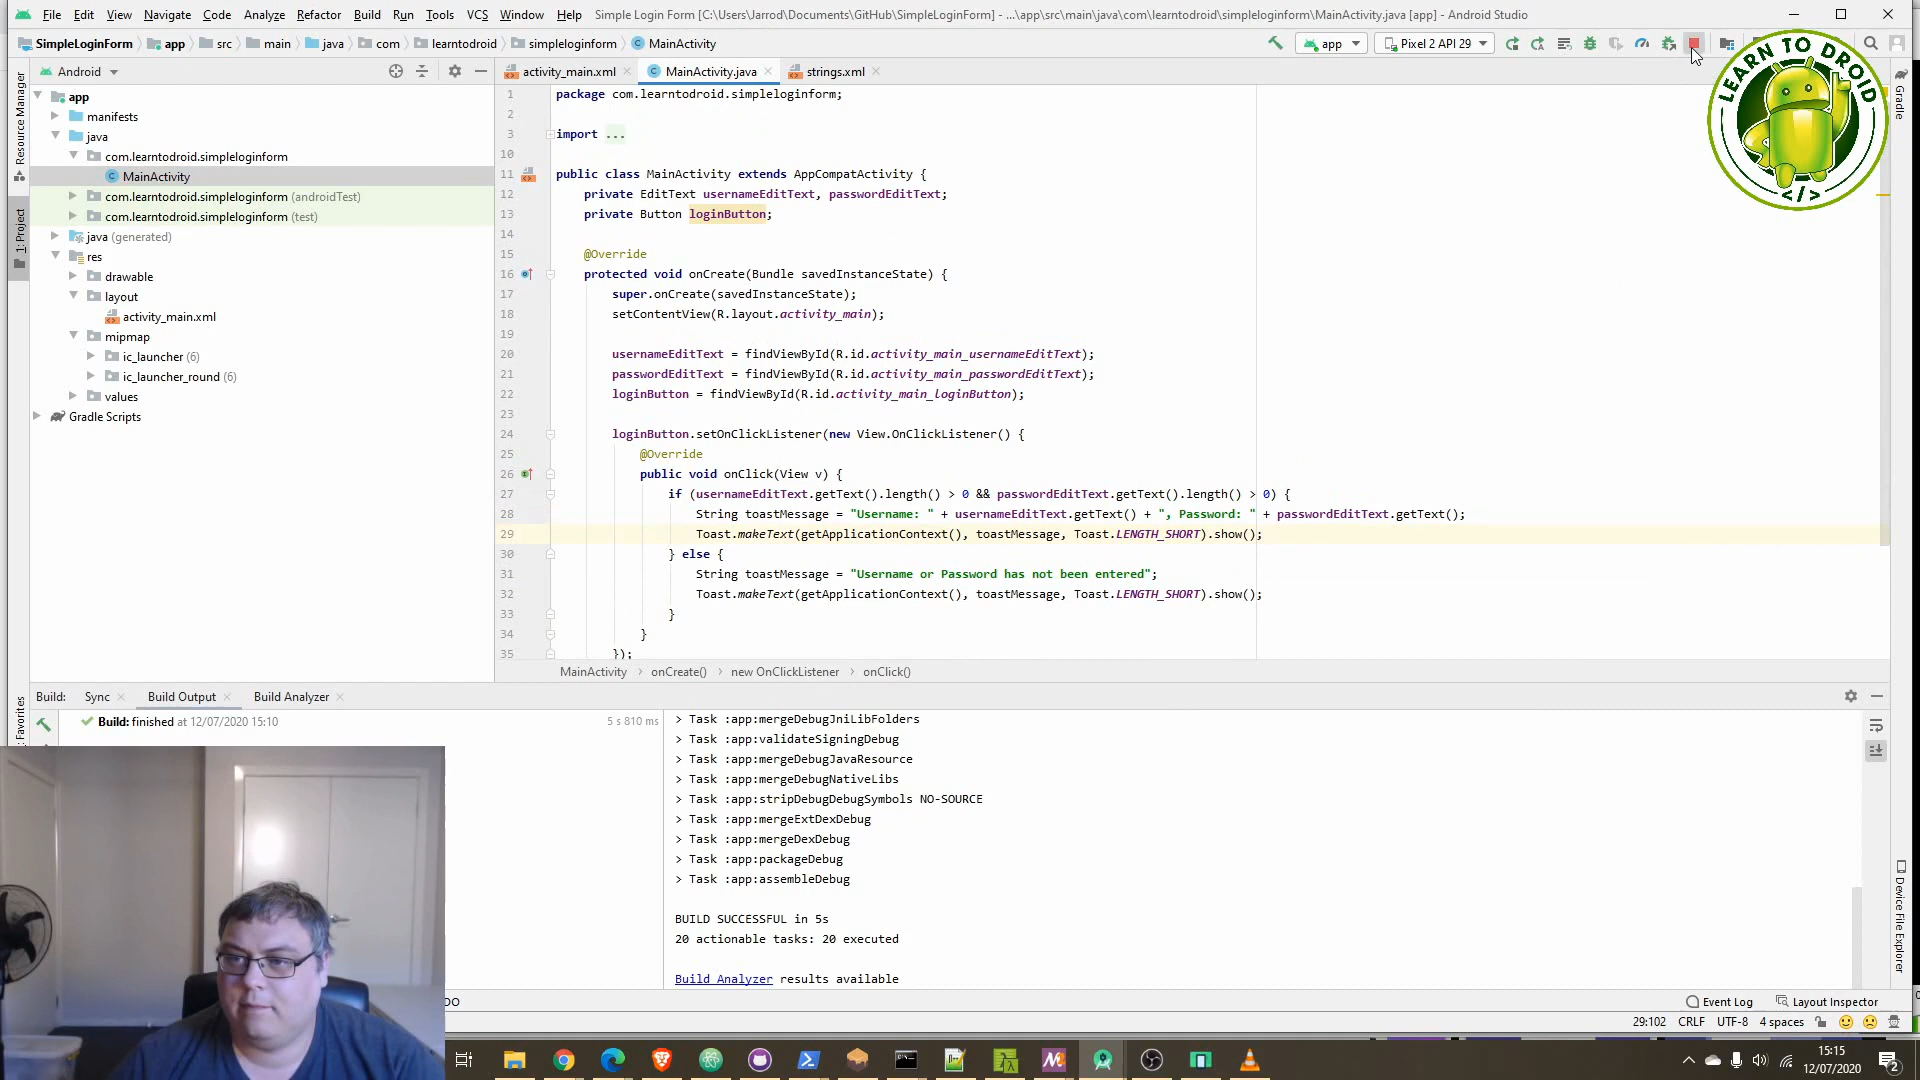 File Edit View Navigate Code Analyze Refactor Build Run Tools VCS Window Help Simple Login Form [C:\Users\Jarrod\Documents\GitHub\SimpleLoginForm] - ...\app\src\main\java\com\learntodroid\simpleloginform\MainActivity.java [app] - Android Studio
SimpleLoginForm app src main java com learntodroid simpleloginform MainActivity app Pixel 2 API 29
LEARN TO DROID
</>
Android activity_main.xml MainActivity.java strings.xml
Resource Manager
1: Project
Favorites
Gradle
Device File Explorer
app
manifests
java
com.learntodroid.simpleloginform
MainActivity
com.learntodroid.simpleloginform (androidTest)
com.learntodroid.simpleloginform (test)
java (generated)
res
drawable
layout
activity_main.xml
mipmap
ic_launcher (6)
ic_launcher_round (6)
values
Gradle Scripts
1 package com.learntodroid.simpleloginform;
2
3 import ...
10
11 public class MainActivity extends AppCompatActivity {
12 private EditText usernameEditText, passwordEditText;
13 private Button loginButton;
14
15 @Override
16 protected void onCreate(Bundle savedInstanceState) {
17 super.onCreate(savedInstanceState);
18 setContentView(R.layout.activity_main);
19
20 usernameEditText = findViewById(R.id.activity_main_usernameEditText);
21 passwordEditText = findViewById(R.id.activity_main_passwordEditText);
22 loginButton = findViewById(R.id.activity_main_loginButton);
23
24 loginButton.setOnClickListener(new View.OnClickListener() {
25 @Override
26 public void onClick(View v) {
27 if (usernameEditText.getText().length() > 0 && passwordEditText.getText().length() > 0) {
28 String toastMessage = "Username: " + usernameEditText.getText() + ", Password: " + passwordEditText.getText();
29 Toast.makeText(getApplicationContext(), toastMessage, Toast.LENGTH_SHORT).show();
30 } else {
31 String toastMessage = "Username or Password has not been entered";
32 Toast.makeText(getApplicationContext(), toastMessage, Toast.LENGTH_SHORT).show();
33 }
34 }
35 });
MainActivity onCreate() new OnClickListener onClick()
Build: Sync Build Output Build Analyzer
Build: finished at 12/07/2020 15:10 5 s 810 ms
> Task :app:mergeDebugJniLibFolders
> Task :app:validateSigningDebug
> Task :app:mergeDebugJavaResource
> Task :app:mergeDebugNativeLibs
> Task :app:stripDebugDebugSymbols NO-SOURCE
> Task :app:mergeExtDexDebug
> Task :app:mergeDexDebug
> Task :app:packageDebug
> Task :app:assembleDebug
BUILD SUCCESSFUL in 5s
20 actionable tasks: 20 executed
Build Analyzer results available
Event Log Layout Inspector
29:102 CRLF UTF-8 4 spaces
15:15
12/07/2020
2